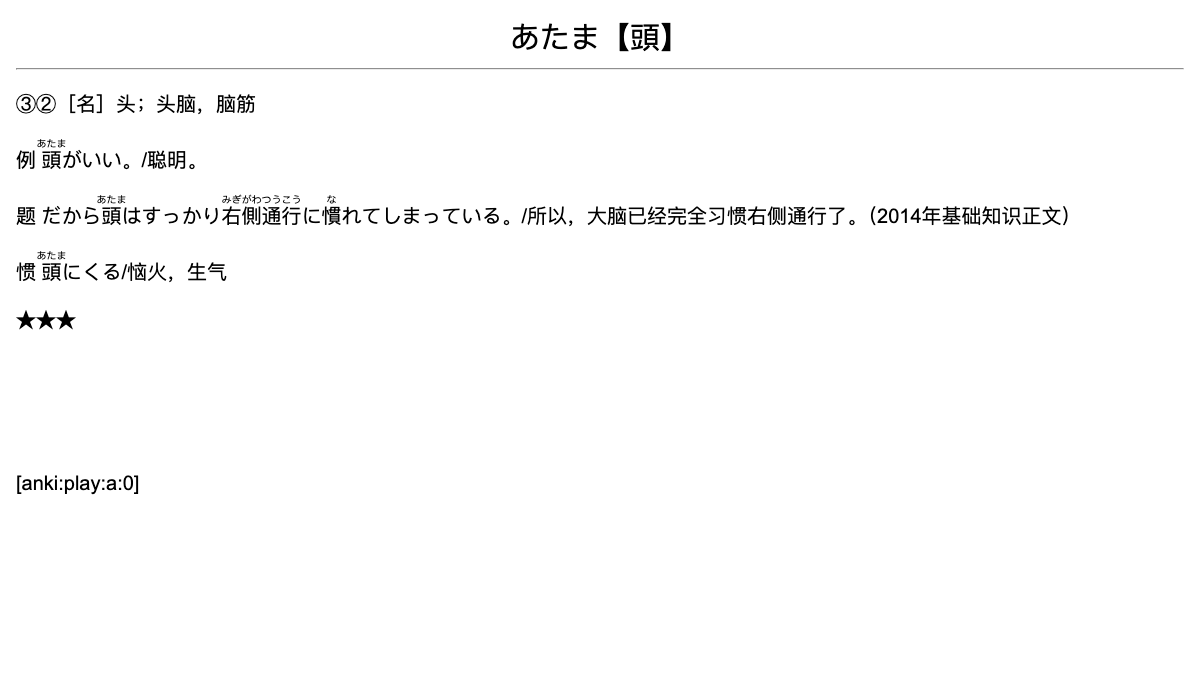 あたま【頭】
③②［名］头；头脑，脑筋
例 頭(あたま)がいい。/聪明。
题 だから頭(あたま)はすっかり右側通行(みぎがわつうこう)に慣(な)れてしまっている。/所以，大脑已经完全习惯右侧通行了。（2014年基础知识正文）
惯 頭(あたま)にくる/恼火，生气
★★★
[anki:play:a:0]